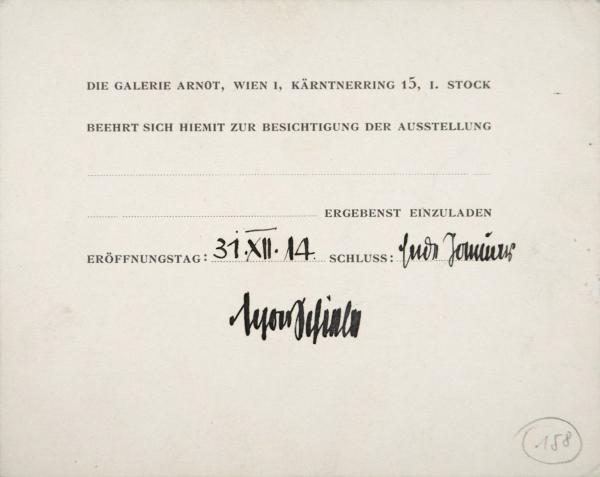 DIE GALERIE ARNOT, WIEN I, KÄRNTNERRING 15, I. STOCK
BEEHRT SICH HIEMIT ZUR BESICHTIGUNG DER AUSSTELLUNG
ERGEBENST EINZULADEN
ERÖFFNUNGSTAG: 31.XII.14. SCHLUSS: Ende Januar
Egon Schiele
158